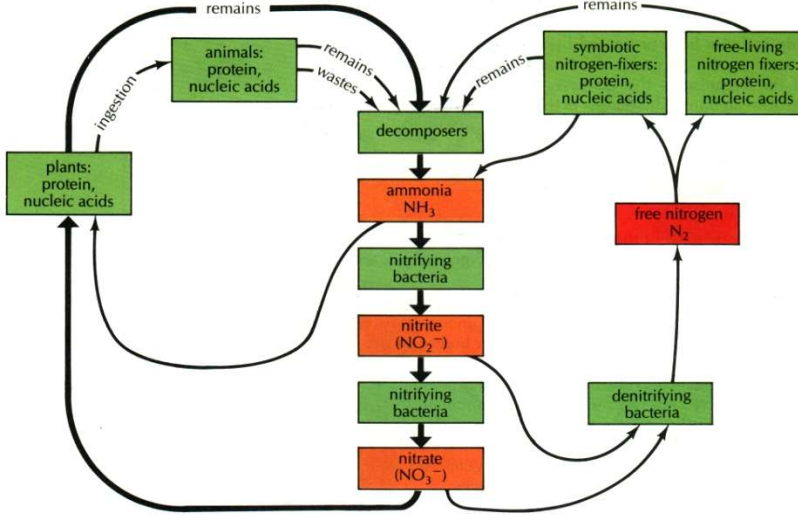 remains
remains
animals:
protein,
nucleic acids
remains
wastes
ingestion
symbiotic
nitrogen-fixers:
protein,
nucleic acids
free-living
nitrogen fixers:
protein,
nucleic acids
remains
decomposers
plants:
protein,
nucleic acids
ammonia
NH₃
free nitrogen
N₂
nitrifying
bacteria
nitrite
(NO₂⁻)
nitrifying
bacteria
denitrifying
bacteria
nitrate
(NO₃⁻)